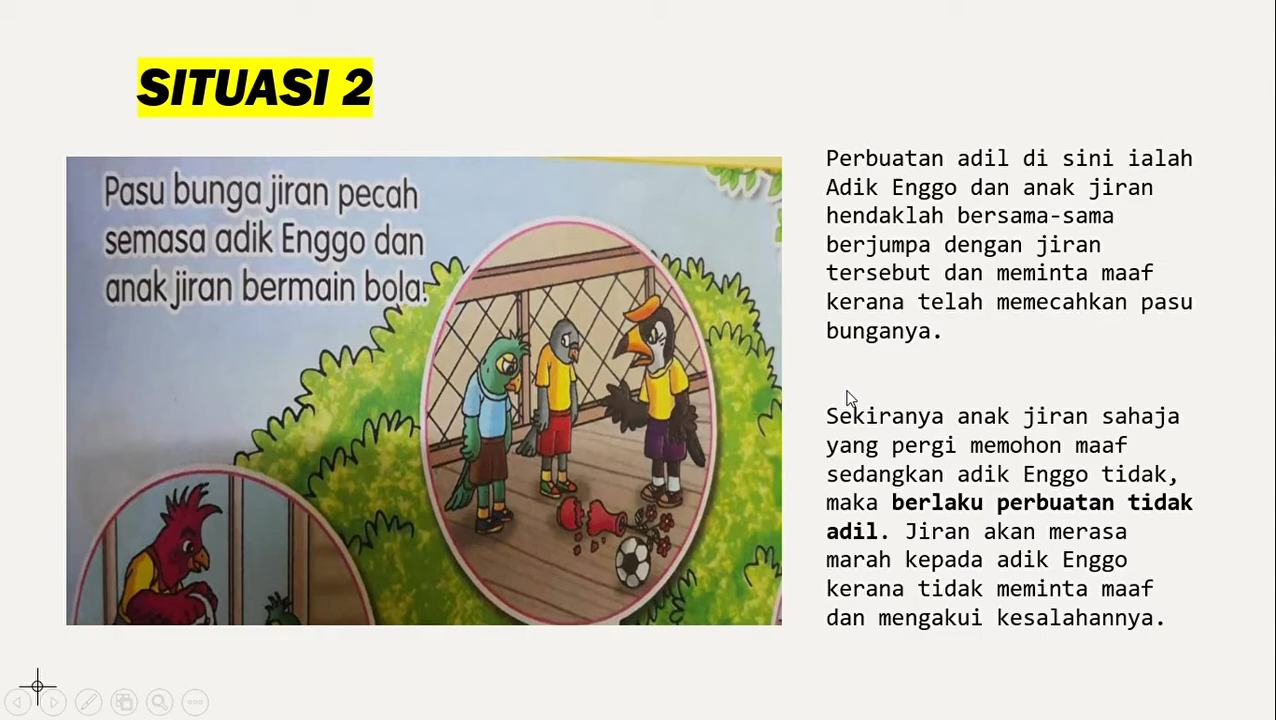 SITUASI 2
Pasu bunga jiran pecah
semasa adik Enggo dan
anak jiran bermain bola.
Perbuatan adil di sini ialah
Adik Enggo dan anak jiran
hendaklah bersama-sama
berjumpa dengan jiran
tersebut dan meminta maaf
kerana telah memecahkan pasu
bunganya.
Sekiranya anak jiran sahaja
yang pergi memohon maaf
sedangkan adik Enggo tidak,
maka berlaku perbuatan tidak
adil. Jiran akan merasa
marah kepada adik Enggo
kerana tidak meminta maaf
dan mengakui kesalahannya.